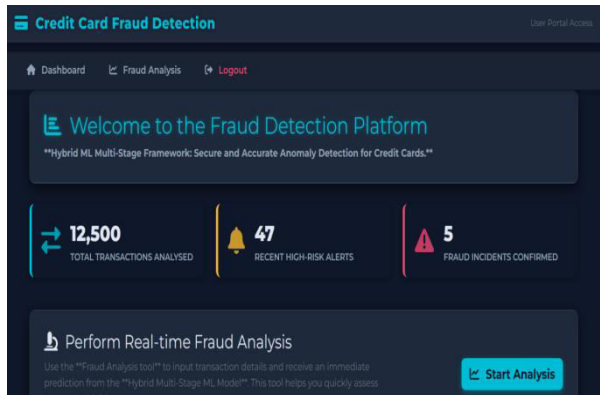 Credit Card Fraud Detection
User Portal Access
Dashboard Fraud Analysis Logout
Welcome to the Fraud Detection Platform
**Hybrid ML Multi-Stage Framework: Secure and Accurate Anomaly Detection for Credit Cards.**
12,500
TOTAL TRANSACTIONS ANALYSED
47
RECENT HIGH-RISK ALERTS
5
FRAUD INCIDENTS CONFIRMED
Perform Real-time Fraud Analysis
Use the **Fraud Analysis tool** to input transaction details and receive an immediate
prediction from the **Hybrid Multi-Stage ML Model**. This tool helps you quickly assess
Start Analysis